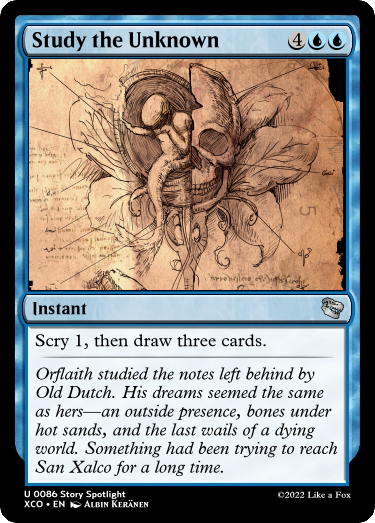 Study the Unknown 4
Instant
Scry 1, then draw three cards.
Orflaith studied the notes left behind by
Old Dutch. His dreams seemed the same
as hers—an outside presence, bones under
hot sands, and the last wails of a dying
world. Something had been trying to reach
San Xalco for a long time.
U 0086 Story Spotlight
XCO • EN Albin Keränen
©2022 Like a Fox